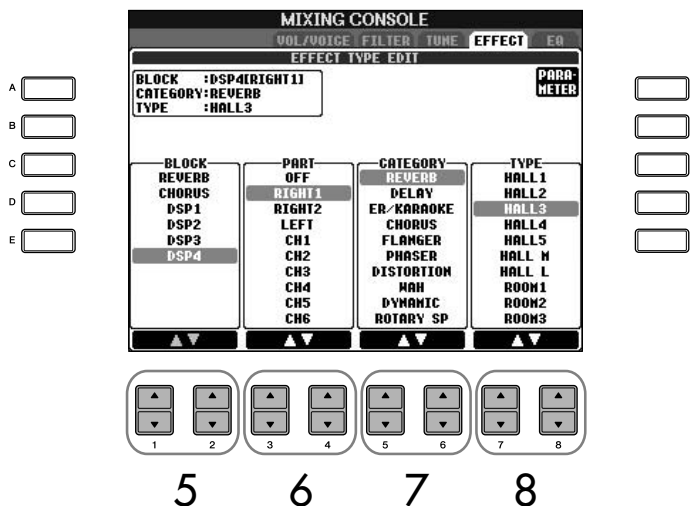 MIXING CONSOLE
VOL/VOICE FILTER TUNE EFFECT EQ
EFFECT TYPE EDIT
BLOCK :DSP4[RIGHT1]
CATEGORY:REVERB
TYPE :HALL3
PARA-
METER
A
B
C
D
E
BLOCK
REVERB
CHORUS
DSP1
DSP2
DSP3
DSP4
PART
OFF
RIGHT1
RIGHT2
LEFT
CH1
CH2
CH3
CH4
CH5
CH6
CATEGORY
REVERB
DELAY
ER/KARAOKE
CHORUS
FLANGER
PHASER
DISTORTION
WAH
DYNAMIC
ROTARY SP
TYPE
HALL1
HALL2
HALL3
HALL4
HALL5
HALL M
HALL L
ROOM1
ROOM2
ROOM3
1 2 3 4 5 6 7 8
5 6 7 8